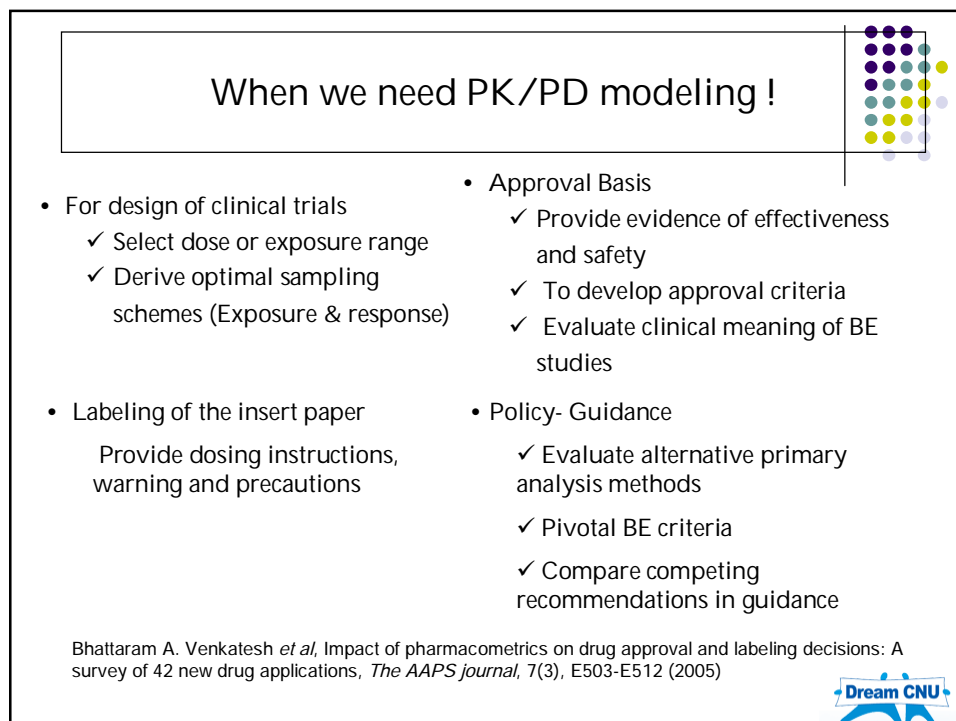 When we need PK/PD modeling !
• For design of clinical trials
✓ Select dose or exposure range
✓ Derive optimal sampling
schemes (Exposure & response)
• Approval Basis
✓ Provide evidence of effectiveness
and safety
✓ To develop approval criteria
✓ Evaluate clinical meaning of BE
studies
• Labeling of the insert paper
Provide dosing instructions,
warning and precautions
• Policy- Guidance
✓ Evaluate alternative primary
analysis methods
✓ Pivotal BE criteria
✓ Compare competing
recommendations in guidance
Bhattaram A. Venkatesh et al, Impact of pharmacometrics on drug approval and labeling decisions: A
survey of 42 new drug applications, The AAPS journal, 7(3), E503-E512 (2005)
Dream CNU